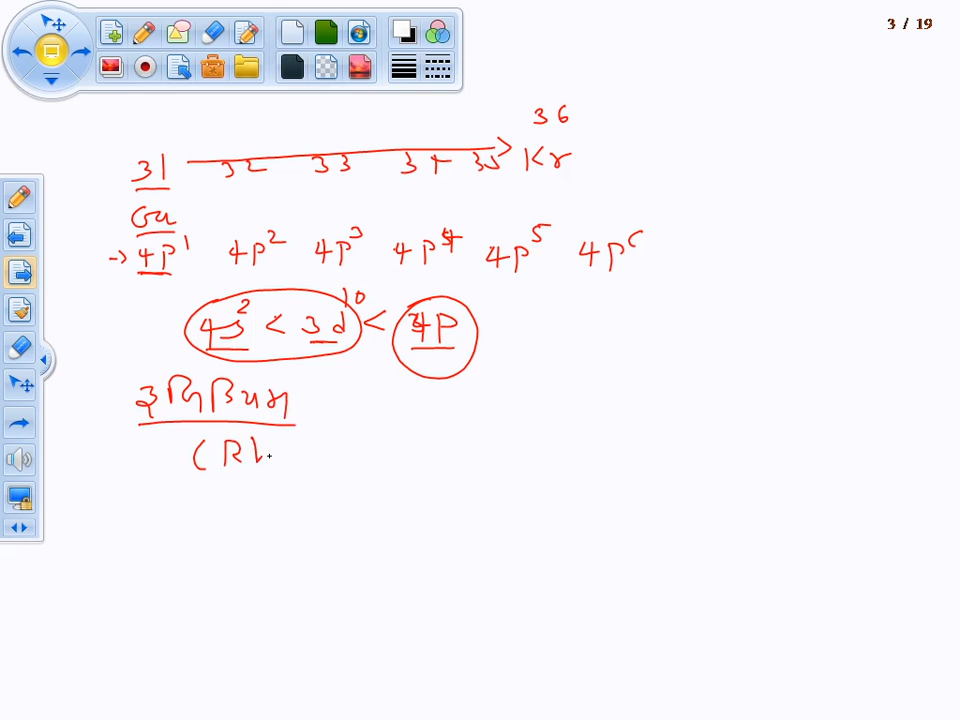 3 / 19
36
31 32 33 34 35 Kr
Ga
-> 4p¹ 4p² 4p³ 4p⁴ 4p⁵ 4p⁶
4s² < 3d¹⁰ < 4p